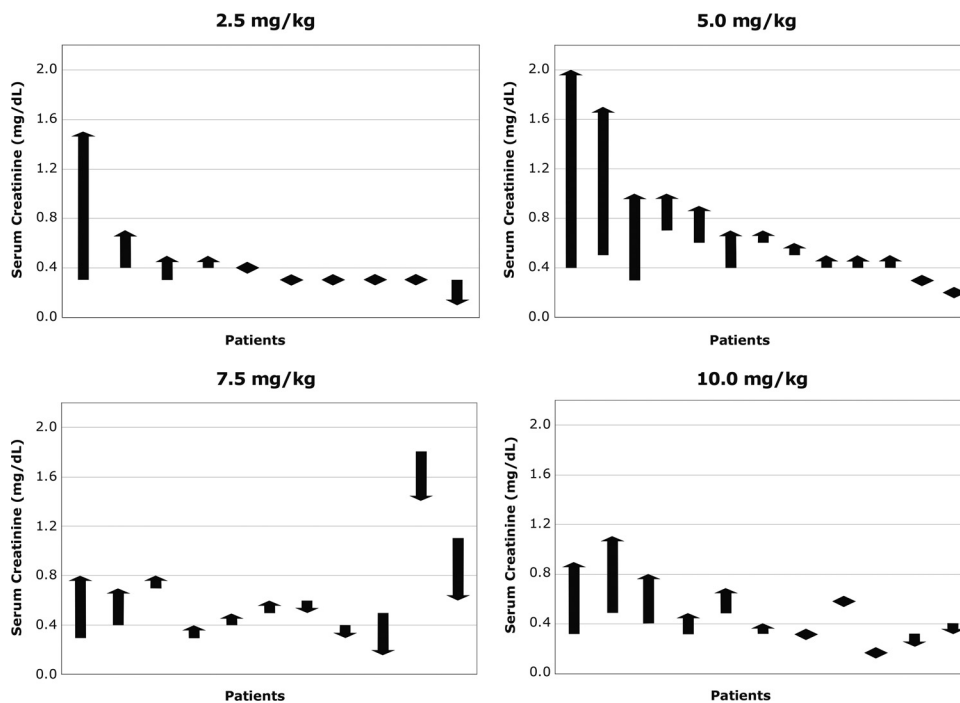 2.5 mg/kg
Serum Creatinine (mg/dL)
2.0
1.6
1.2
0.8
0.4
0.0
Patients
5.0 mg/kg
Serum Creatinine (mg/dL)
2.0
1.6
1.2
0.8
0.4
0.0
Patients
7.5 mg/kg
Serum Creatinine (mg/dL)
2.0
1.6
1.2
0.8
0.4
0.0
Patients
10.0 mg/kg
Serum Creatinine (mg/dL)
2.0
1.6
1.2
0.8
0.4
0.0
Patients